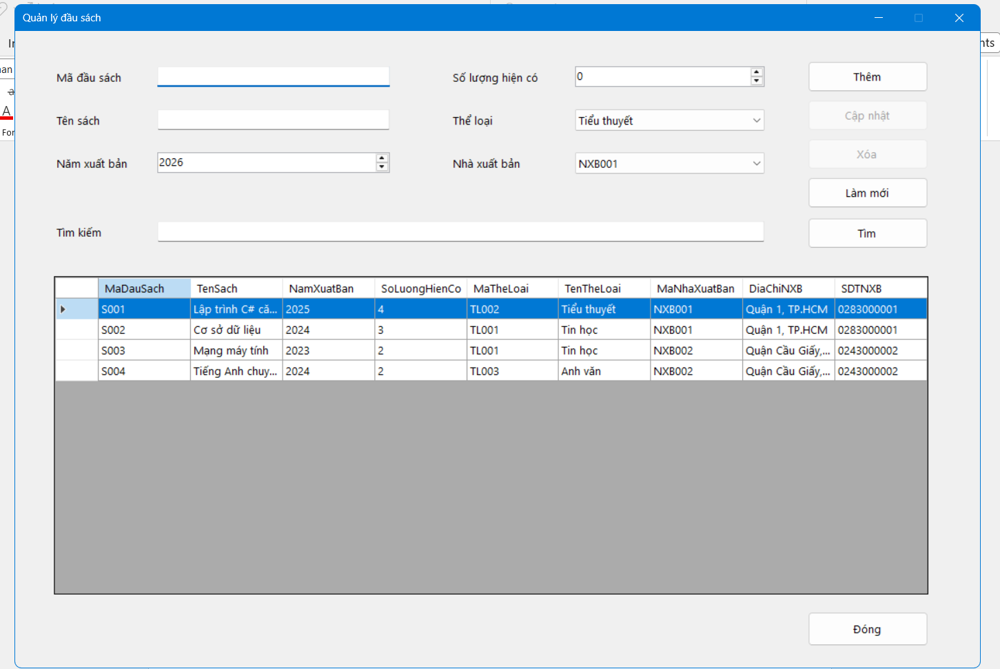 Quản lý đầu sách
Mã đầu sách
Số lượng hiện có 0
Thêm
Tên sách
Thể loại Tiểu thuyết
Cập nhật
Năm xuất bản 2026
Nhà xuất bản NXB001
Xóa
Làm mới
Tìm kiếm
Tìm
MaDauSach TenSach NamXuatBan SoLuongHienCo MaTheLoai TenTheLoai MaNhaXuatBan DiaChiNXB SDTNXB
S001 Lập trình C# că... 2025 4 TL002 Tiểu thuyết NXB001 Quận 1, TP.HCM 0283000001
S002 Cơ sở dữ liệu 2024 3 TL001 Tin học NXB001 Quận 1, TP.HCM 0283000001
S003 Mạng máy tính 2023 2 TL001 Tin học NXB002 Quận Cầu Giấy,... 0243000002
S004 Tiếng Anh chuy... 2024 2 TL003 Anh văn NXB002 Quận Cầu Giấy,... 0243000002
Đóng